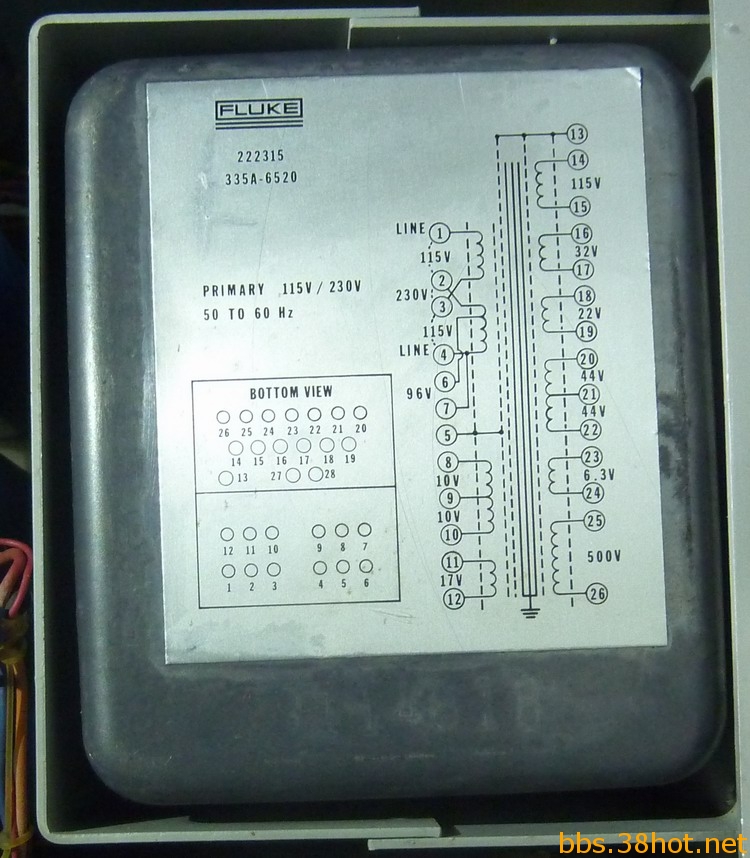 FLUKE
222315
335A-6520
PRIMARY 115V / 230V
50 TO 60 Hz
BOTTOM VIEW
26 25 24 23 22 21 20
14 15 16 17 18 19
13 27 28
12 11 10 9 8 7
1 2 3 4 5 6
LINE 1
115V
2
230V
3
115V
LINE 4
6
96V
7
5
8
10V
9
10V
10
11
17V
12
13
14
115V
15
16
32V
17
18
22V
19
20
44V
21
44V
22
23
6.3V
24
25
500V
26
bbs.38hot.net